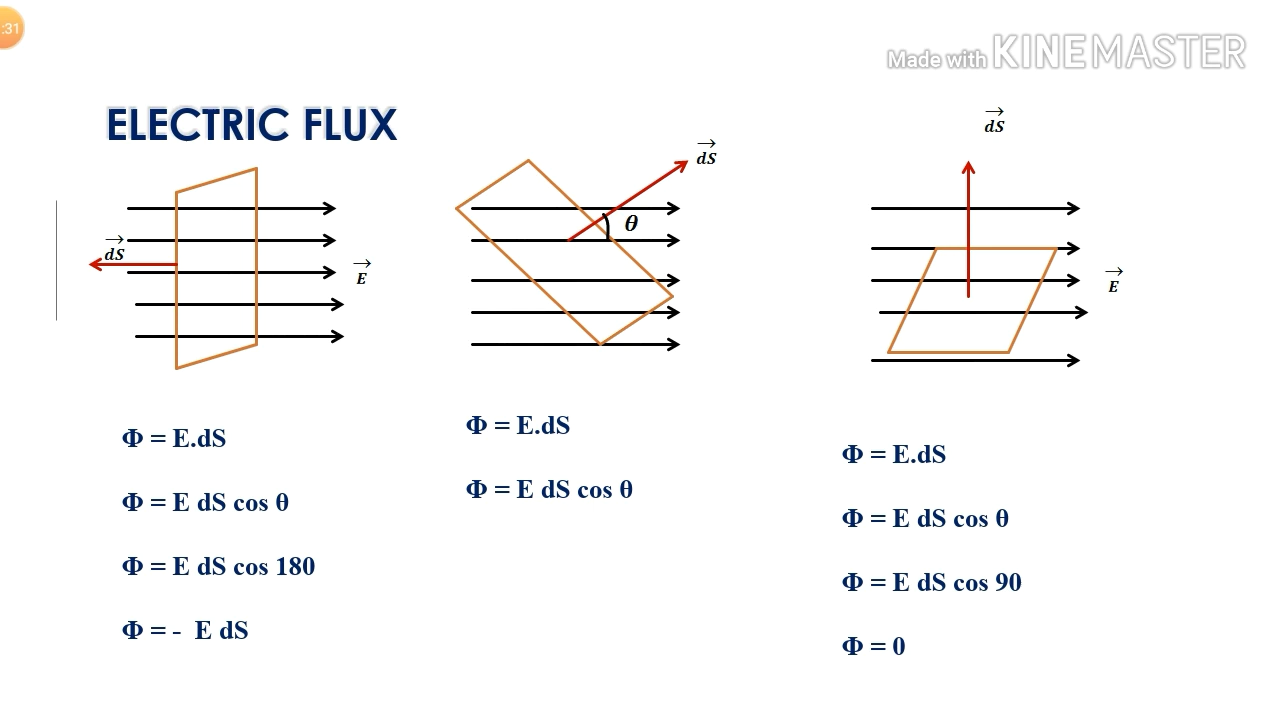 :31
Made with KINEMASTER
ELECTRIC FLUX
dS
E
Φ = E.dS
Φ = E dS cos θ
Φ = E dS cos 180
Φ = - E dS
dS
θ
Φ = E.dS
Φ = E dS cos θ
dS
E
Φ = E.dS
Φ = E dS cos θ
Φ = E dS cos 90
Φ = 0